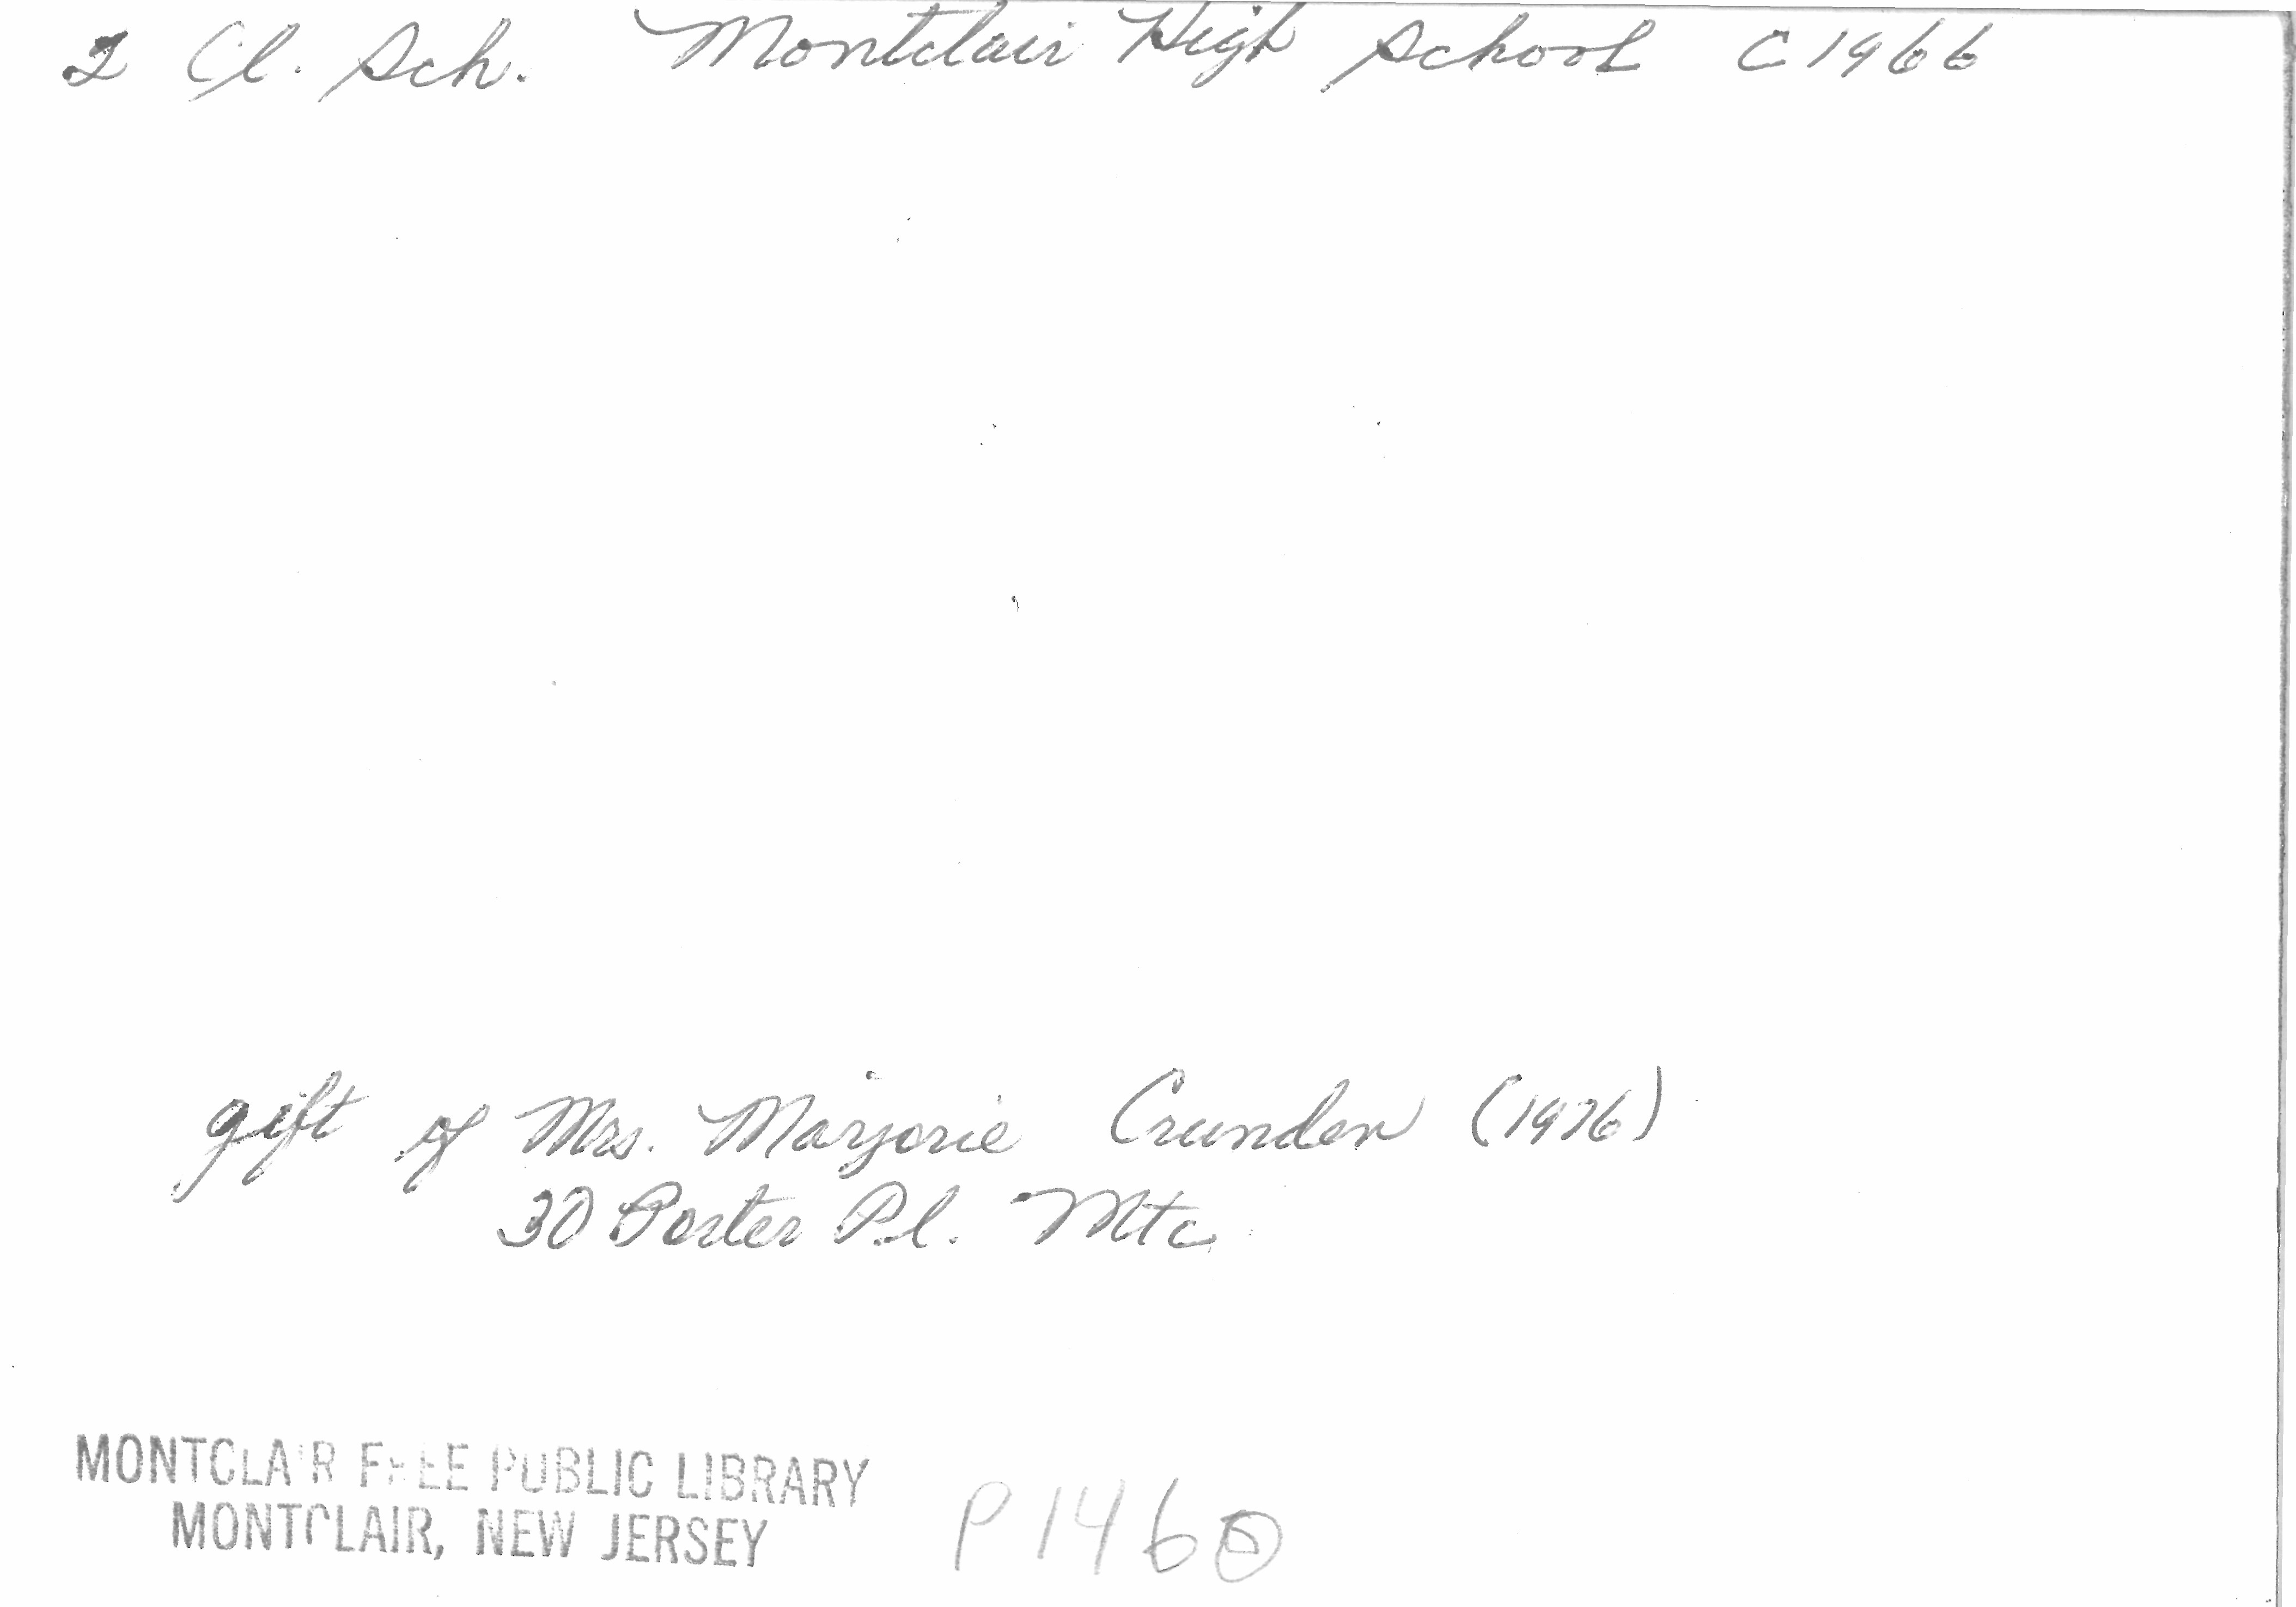 2 Cl. Sch. Montclair High School C 1966
gift of Mrs. Marjorie Crunden (1976)
30 Porter Pl. Mtc.
MONTCLAIR FREE PUBLIC LIBRARY
MONTCLAIR, NEW JERSEY
P1460